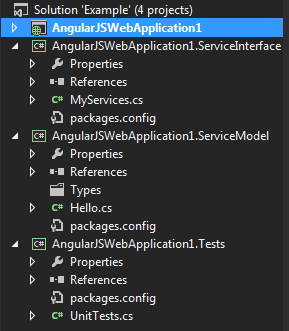 Solution 'Example' (4 projects)
AngularJSWebApplication1
C# AngularJSWebApplication1.ServiceInterface
Properties
References
C# MyServices.cs
packages.config
C# AngularJSWebApplication1.ServiceModel
Properties
References
Types
C# Hello.cs
packages.config
C# AngularJSWebApplication1.Tests
Properties
References
packages.config
C# UnitTests.cs